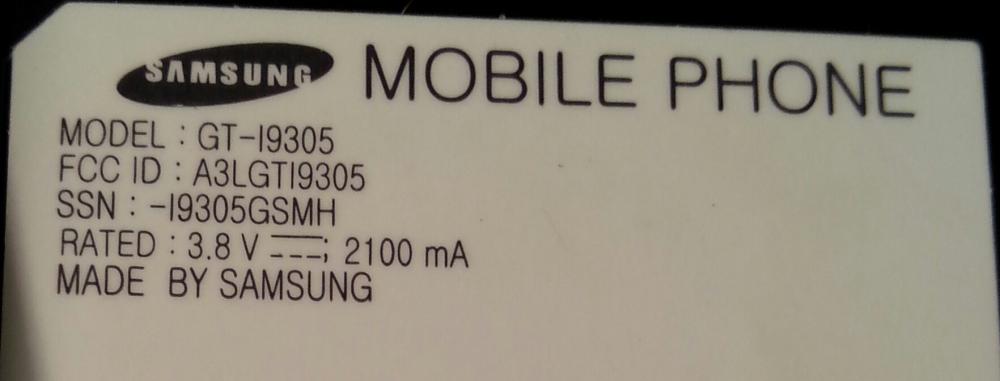 SAMSUNG MOBILE PHONE
MODEL : GT-I9305
FCC ID : A3LGTI9305
SSN : -I9305GSMH
RATED : 3.8 V ⎓; 2100 mA
MADE BY SAMSUNG